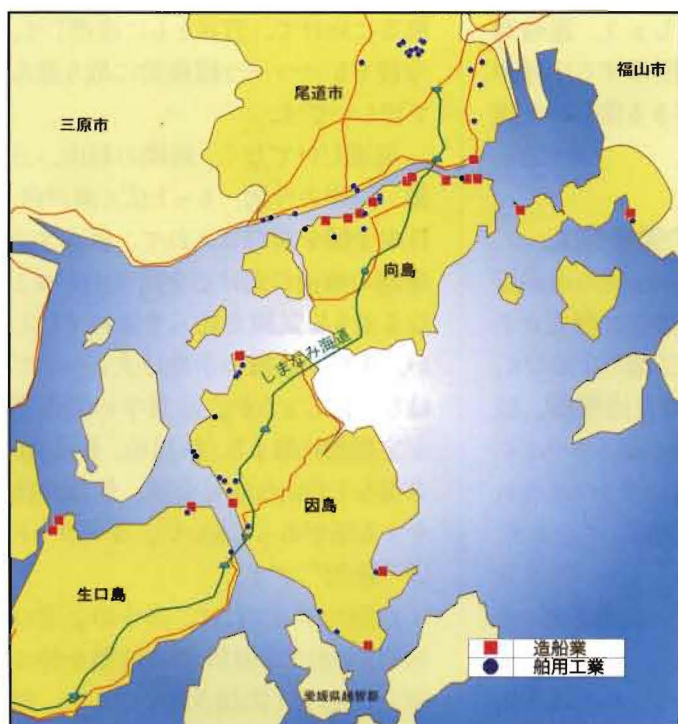 福山市
尾道市
三原市
向島
しまなみ海道
因島
生口島
造船業
舶用工業
愛媛県越智郡